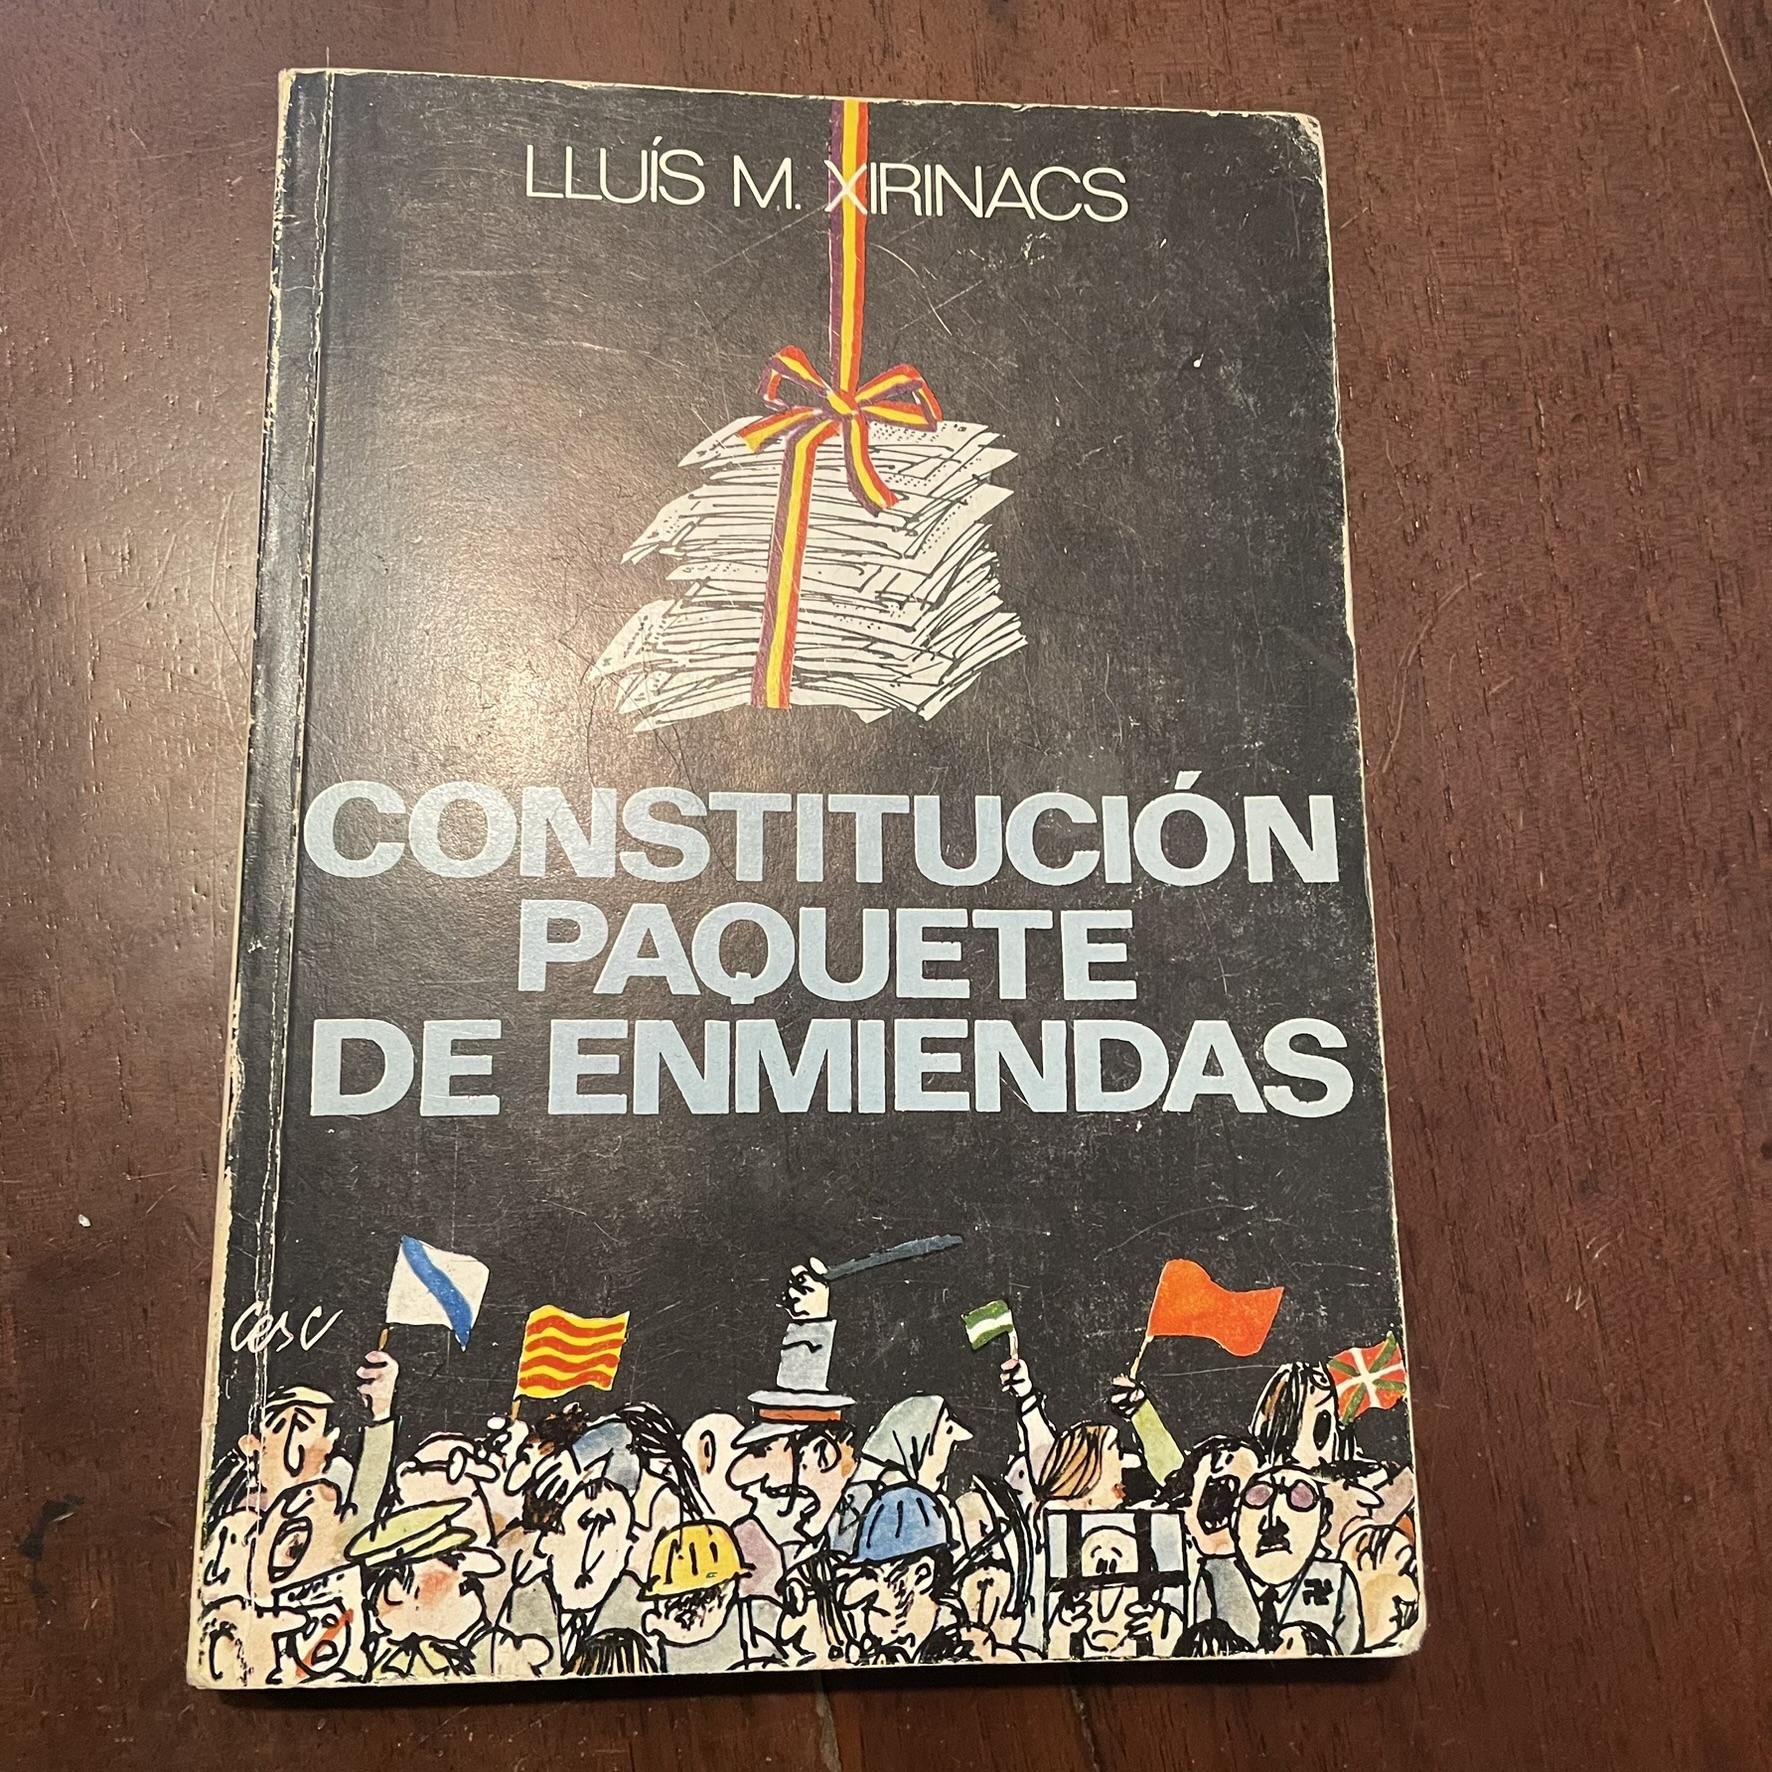 LLUÍS M. XIRINACS
CONSTITUCIÓN
PAQUETE
DE ENMIENDAS
Cesc